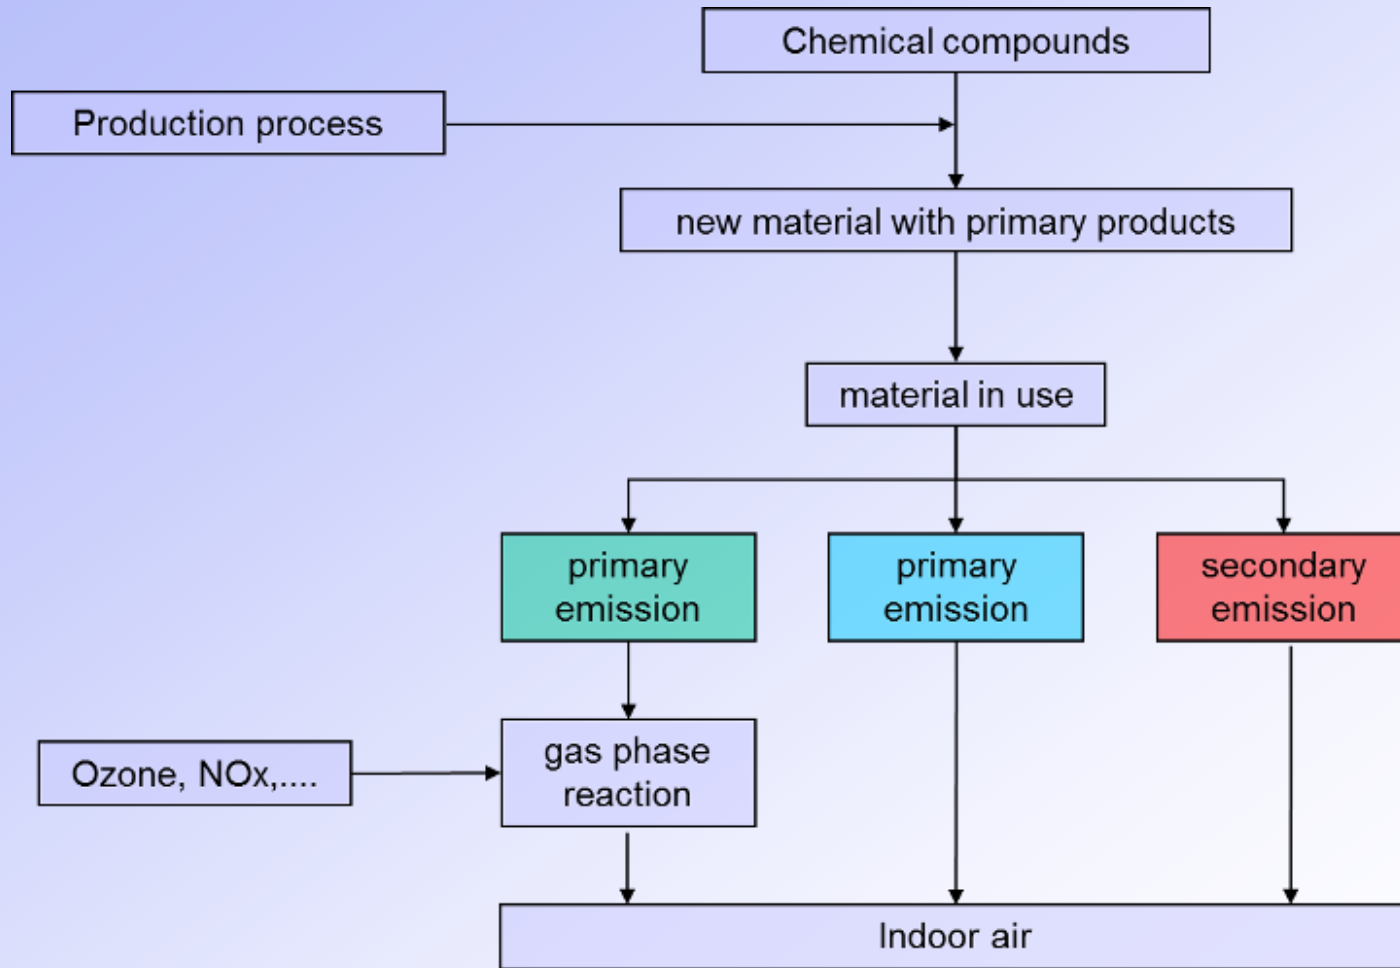 Chemical compounds
Production process
new material with primary products
material in use
primary
emission
primary
emission
secondary
emission
gas phase
reaction
Ozone, NOx,....
Indoor air